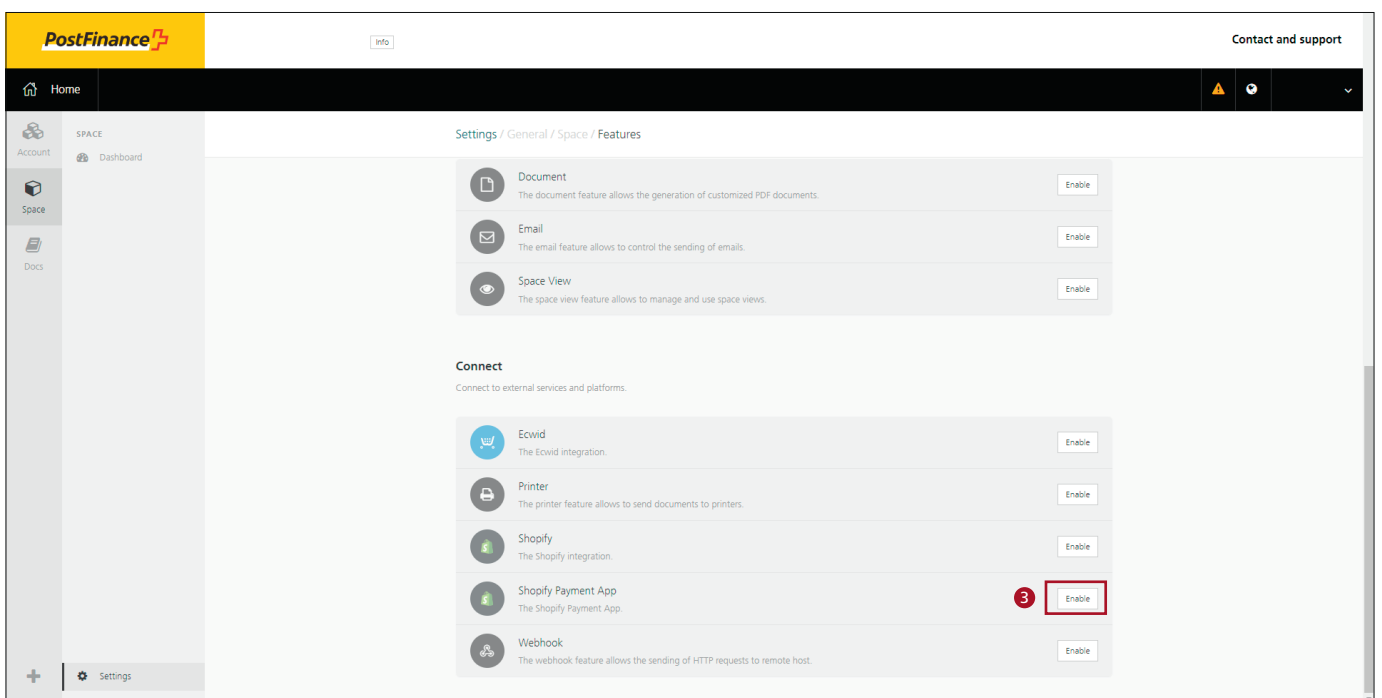 PostFinance
Info
Contact and support
Home
Account
SPACE
Dashboard
Space
Docs
Settings / General / Space / Features
Document
The document feature allows the generation of customized PDF documents.
Enable
Email
The email feature allows to control the sending of emails.
Enable
Space View
The space view feature allows to manage and use space views.
Enable
Connect
Connect to external services and platforms.
Ecwid
The Ecwid integration.
Enable
Printer
The printer feature allows to send documents to printers.
Enable
Shopify
The Shopify integration.
Enable
Shopify Payment App
The Shopify Payment App.
3
Enable
Webhook
The webhook feature allows the sending of HTTP requests to remote host.
Enable
Settings